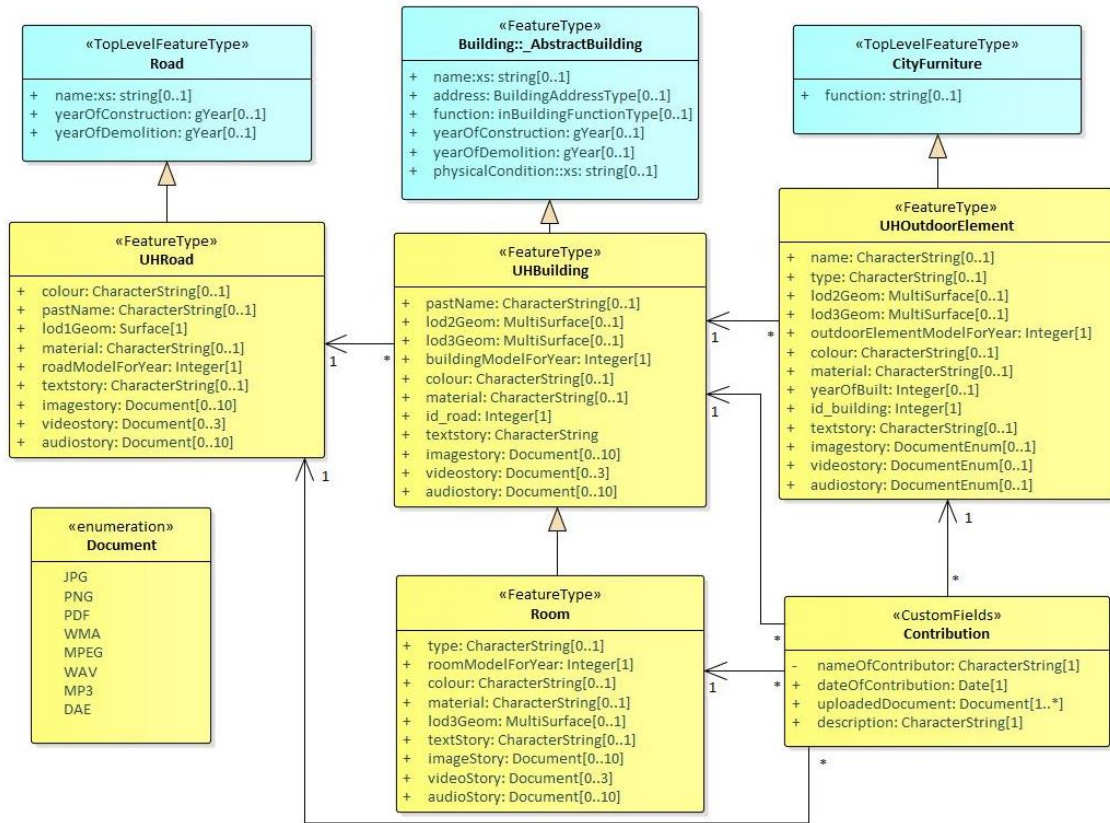 «TopLevelFeatureType»
Road
+ name:xs: string[0..1]
+ yearOfConstruction: gYear[0..1]
+ yearOfDemolition: gYear[0..1]
«FeatureType»
Building::_AbstractBuilding
+ name:xs: string[0..1]
+ address: BuildingAddressType[0..1]
+ function: inBuildingFunctionType[0..1]
+ yearOfConstruction: gYear[0..1]
+ yearOfDemolition: gYear[0..1]
+ physicalCondition::xs: string[0..1]
«TopLevelFeatureType»
CityFurniture
+ function: string[0..1]
«FeatureType»
UHRoad
+ colour: CharacterString[0..1]
+ pastName: CharacterString[0..1]
+ lod1Geom: Surface[1]
+ material: CharacterString[0..1]
+ roadModelForYear: Integer[1]
+ textstory: CharacterString[0..1]
+ imagestory: Document[0..10]
+ videostory: Document[0..3]
+ audiostory: Document[0..10]
1
*
«FeatureType»
UHBuilding
+ pastName: CharacterString[0..1]
+ lod2Geom: MultiSurface[0..1]
+ lod3Geom: MultiSurface[0..1]
+ buildingModelForYear: Integer[1]
+ colour: CharacterString[0..1]
+ material: CharacterString[0..1]
+ id_road: Integer[1]
+ textstory: CharacterString
+ imagestory: Document[0..10]
+ videostory: Document[0..3]
+ audiostory: Document[0..10]
1
*
1
«FeatureType»
UHOutdoorElement
+ name: CharacterString[0..1]
+ type: CharacterString[0..1]
+ lod2Geom: MultiSurface[0..1]
+ lod3Geom: MultiSurface[0..1]
+ outdoorElementModelForYear: Integer[1]
+ colour: CharacterString[0..1]
+ material: CharacterString[0..1]
+ yearOfBuilt: Integer[0..1]
+ id_building: Integer[1]
+ textstory: CharacterString[0..1]
+ imagestory: DocumentEnum[0..1]
+ videostory: DocumentEnum[0..1]
+ audiostory: DocumentEnum[0..1]
1
1
*
«enumeration»
Document
JPG
PNG
PDF
WMA
MPEG
WAV
MP3
DAE
«FeatureType»
Room
+ type: CharacterString[0..1]
+ roomModelForYear: Integer[1]
+ colour: CharacterString[0..1]
+ material: CharacterString[0..1]
+ lod3Geom: MultiSurface[0..1]
+ textStory: CharacterString[0..1]
+ imageStory: Document[0..10]
+ videoStory: Document[0..3]
+ audioStory: Document[0..10]
*
1
*
«CustomFields»
Contribution
- nameOfContributor: CharacterString[1]
+ dateOfContribution: Date[1]
+ uploadedDocument: Document[1..*]
+ description: CharacterString[1]
*